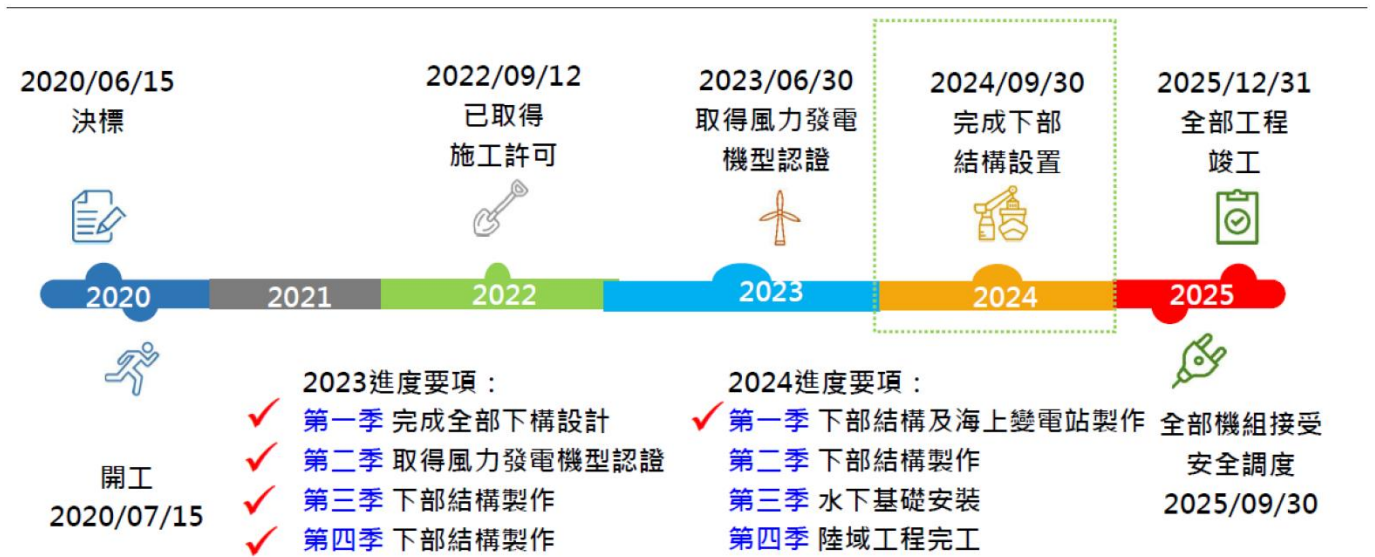 2020/06/15
決標
2022/09/12
已取得
施工許可
2023/06/30
取得風力發電
機型認證
2024/09/30
完成下部
結構設置
2025/12/31
全部工程
竣工
2020
2021
2022
2023
2024
2025
開工
2020/07/15
2023進度要項：
第一季 完成全部下構設計
第二季 取得風力發電機型認證
第三季 下部結構製作
第四季 下部結構製作
2024進度要項：
第一季 下部結構及海上變電站製作
第二季 下部結構製作
第三季 水下基礎安裝
第四季 陸域工程完工
全部機組接受
安全調度
2025/09/30